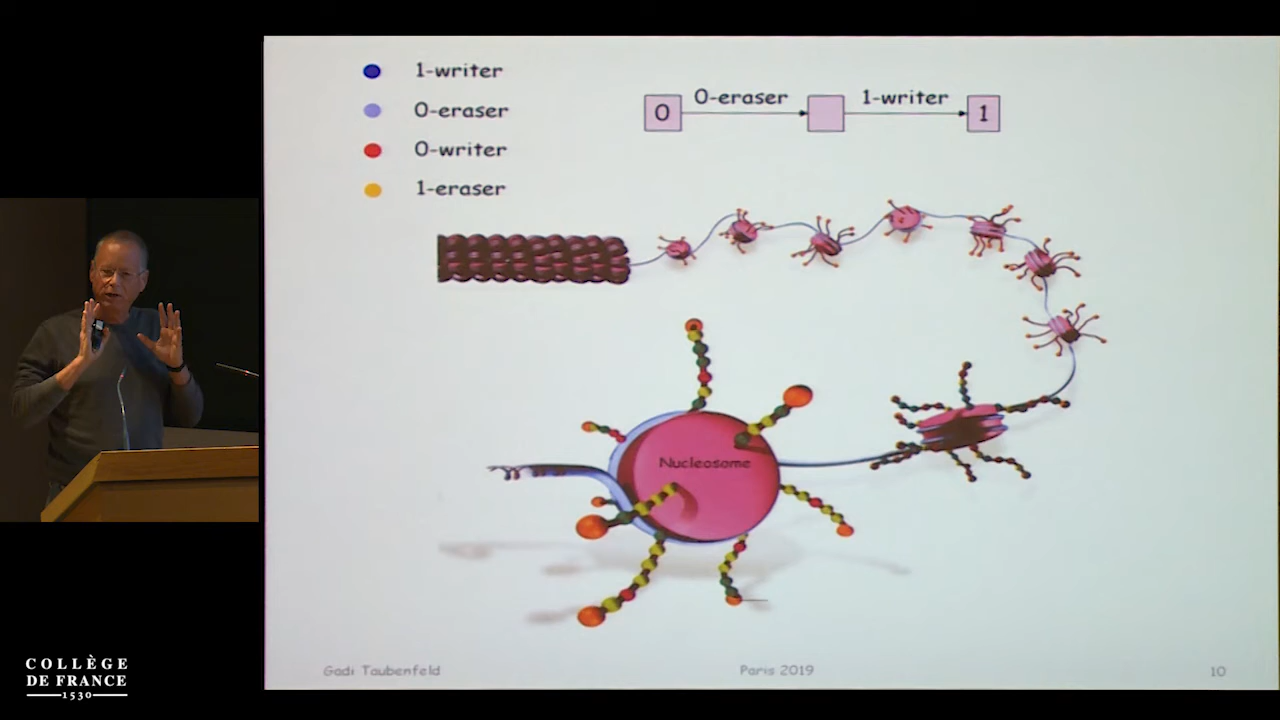 1-writer
0-eraser
0-writer
1-eraser
0
0-eraser
1-writer
1
Nucleosome
Gadi Taubenfeld
Paris 2019
10
COLLÈGE
DE FRANCE
1530